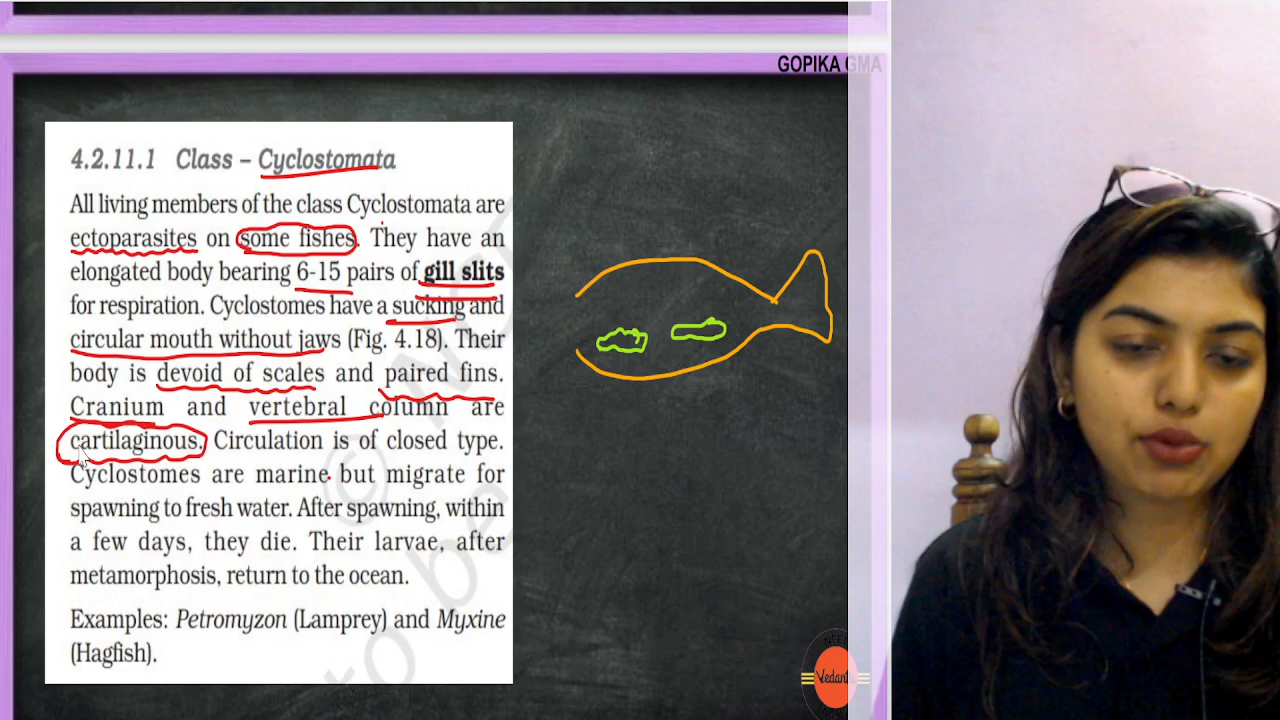 GOPIKA GMA
4.2.11.1 Class – Cyclostomata
All living members of the class Cyclostomata are
ectoparasites on some fishes. They have an
elongated body bearing 6-15 pairs of gill slits
for respiration. Cyclostomes have a sucking and
circular mouth without jaws (Fig. 4.18). Their
body is devoid of scales and paired fins.
Cranium and vertebral column are
cartilaginous. Circulation is of closed type.
Cyclostomes are marine but migrate for
spawning to fresh water. After spawning, within
a few days, they die. Their larvae, after
metamorphosis, return to the ocean.
Examples: Petromyzon (Lamprey) and Myxine
(Hagfish).